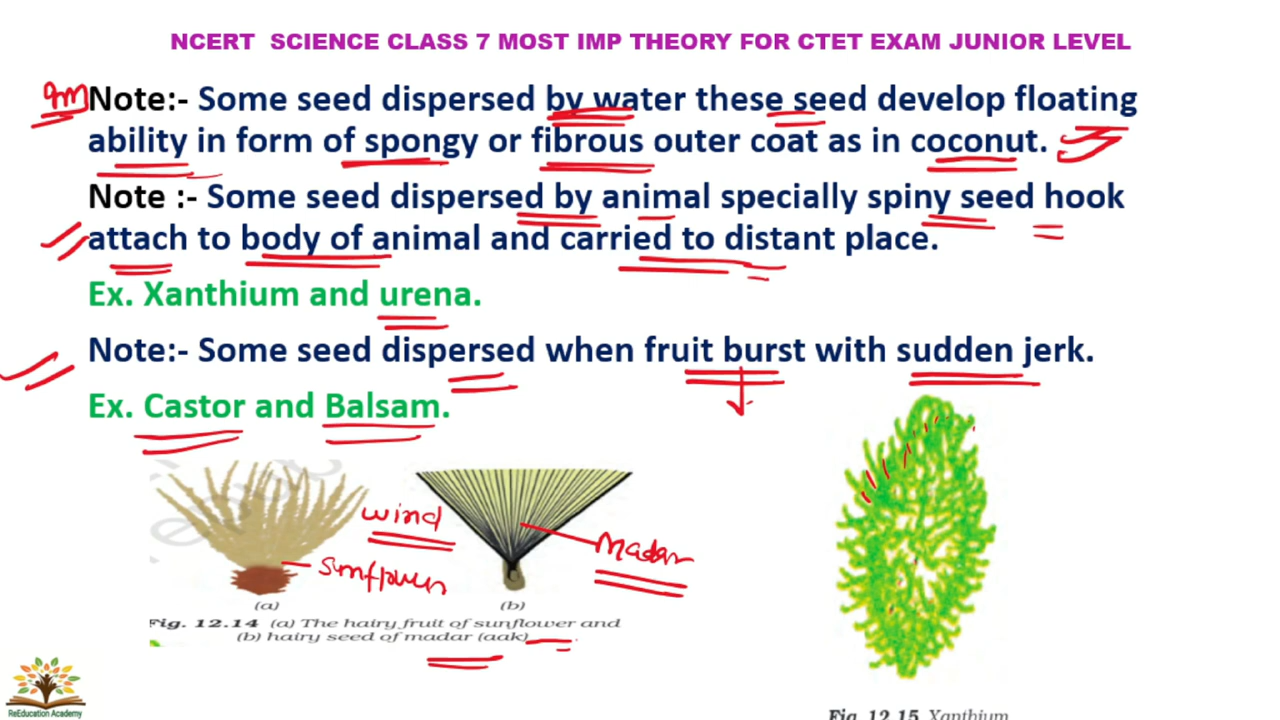 NCERT SCIENCE CLASS 7 MOST IMP THEORY FOR CTET EXAM JUNIOR LEVEL
Note:- Some seed dispersed by water these seed develop floating
ability in form of spongy or fibrous outer coat as in coconut.
Note :- Some seed dispersed by animal specially spiny seed hook
attach to body of animal and carried to distant place.
Ex. Xanthium and urena.
Note:- Some seed dispersed when fruit burst with sudden jerk.
Ex. Castor and Balsam.
wind
Madar
sunflower
(a) (b)
Fig. 12.14 (a) The hairy fruit of sunflower and
(b) hairy seed of madar (aak)
ReEducation Academy
Fig. 12.15 Xanthium